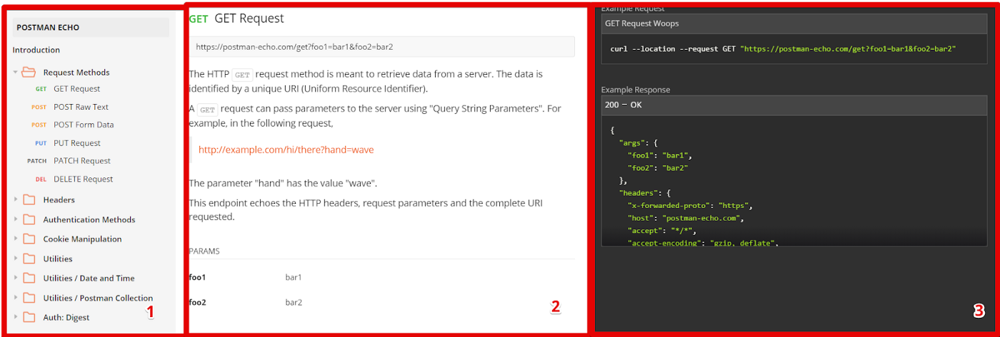 POSTMAN ECHO
Introduction
Request Methods
GET GET Request
POST POST Raw Text
POST POST Form Data
PUT PUT Request
PATCH PATCH Request
DEL DELETE Request
Headers
Authentication Methods
Cookie Manipulation
Utilities
Utilities / Date and Time
Utilities / Postman Collection
Auth: Digest
1
GET GET Request
https://postman-echo.com/get?foo1=bar1&foo2=bar2
The HTTP GET request method is meant to retrieve data from a server. The data is
identified by a unique URI (Uniform Resource Identifier).
A GET request can pass parameters to the server using "Query String Parameters". For
example, in the following request,
http://example.com/hi/there?hand=wave
The parameter "hand" has the value "wave".
This endpoint echoes the HTTP headers, request parameters and the complete URI
requested.
PARAMS
foo1 bar1
foo2 bar2
2
Example Request
GET Request Woops
curl --location --request GET "https://postman-echo.com/get?foo1=bar1&foo2=bar2"
Example Response
200 − OK
{
"args": {
"foo1": "bar1",
"foo2": "bar2"
},
"headers": {
"x-forwarded-proto": "https",
"host": "postman-echo.com",
"accept": "*/*",
"accept-encoding": "gzip, deflate",
3